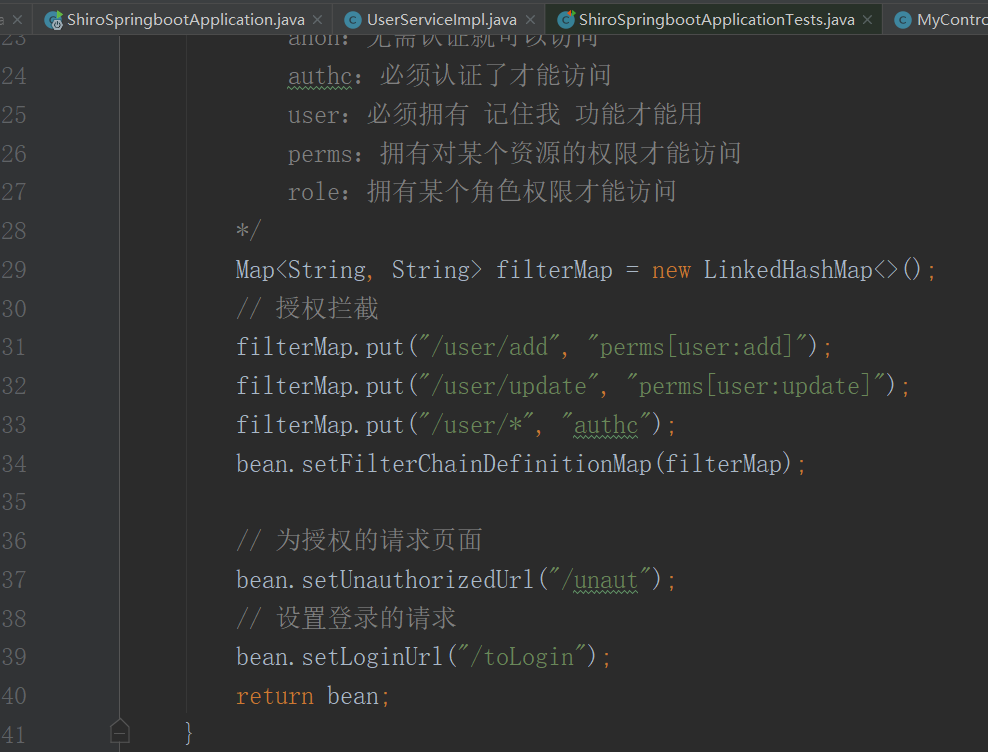 ShiroSpringbootApplication.java UserServiceImpl.java ShiroSpringbootApplicationTests.java MyContro
23 anon: 无需认证就可以访问
24 authc: 必须认证了才能访问
25 user: 必须拥有 记住我 功能才能用
26 perms: 拥有对某个资源的权限才能访问
27 role: 拥有某个角色权限才能访问
28 */
29 Map<String, String> filterMap = new LinkedHashMap<>();
30 // 授权拦截
31 filterMap.put("/user/add", "perms[user:add]");
32 filterMap.put("/user/update", "perms[user:update]");
33 filterMap.put("/user/*", "authc");
34 bean.setFilterChainDefinitionMap(filterMap);
35
36 // 为授权的请求页面
37 bean.setUnauthorizedUrl("/unaut");
38 // 设置登录的请求
39 bean.setLoginUrl("/toLogin");
40 return bean;
41 }